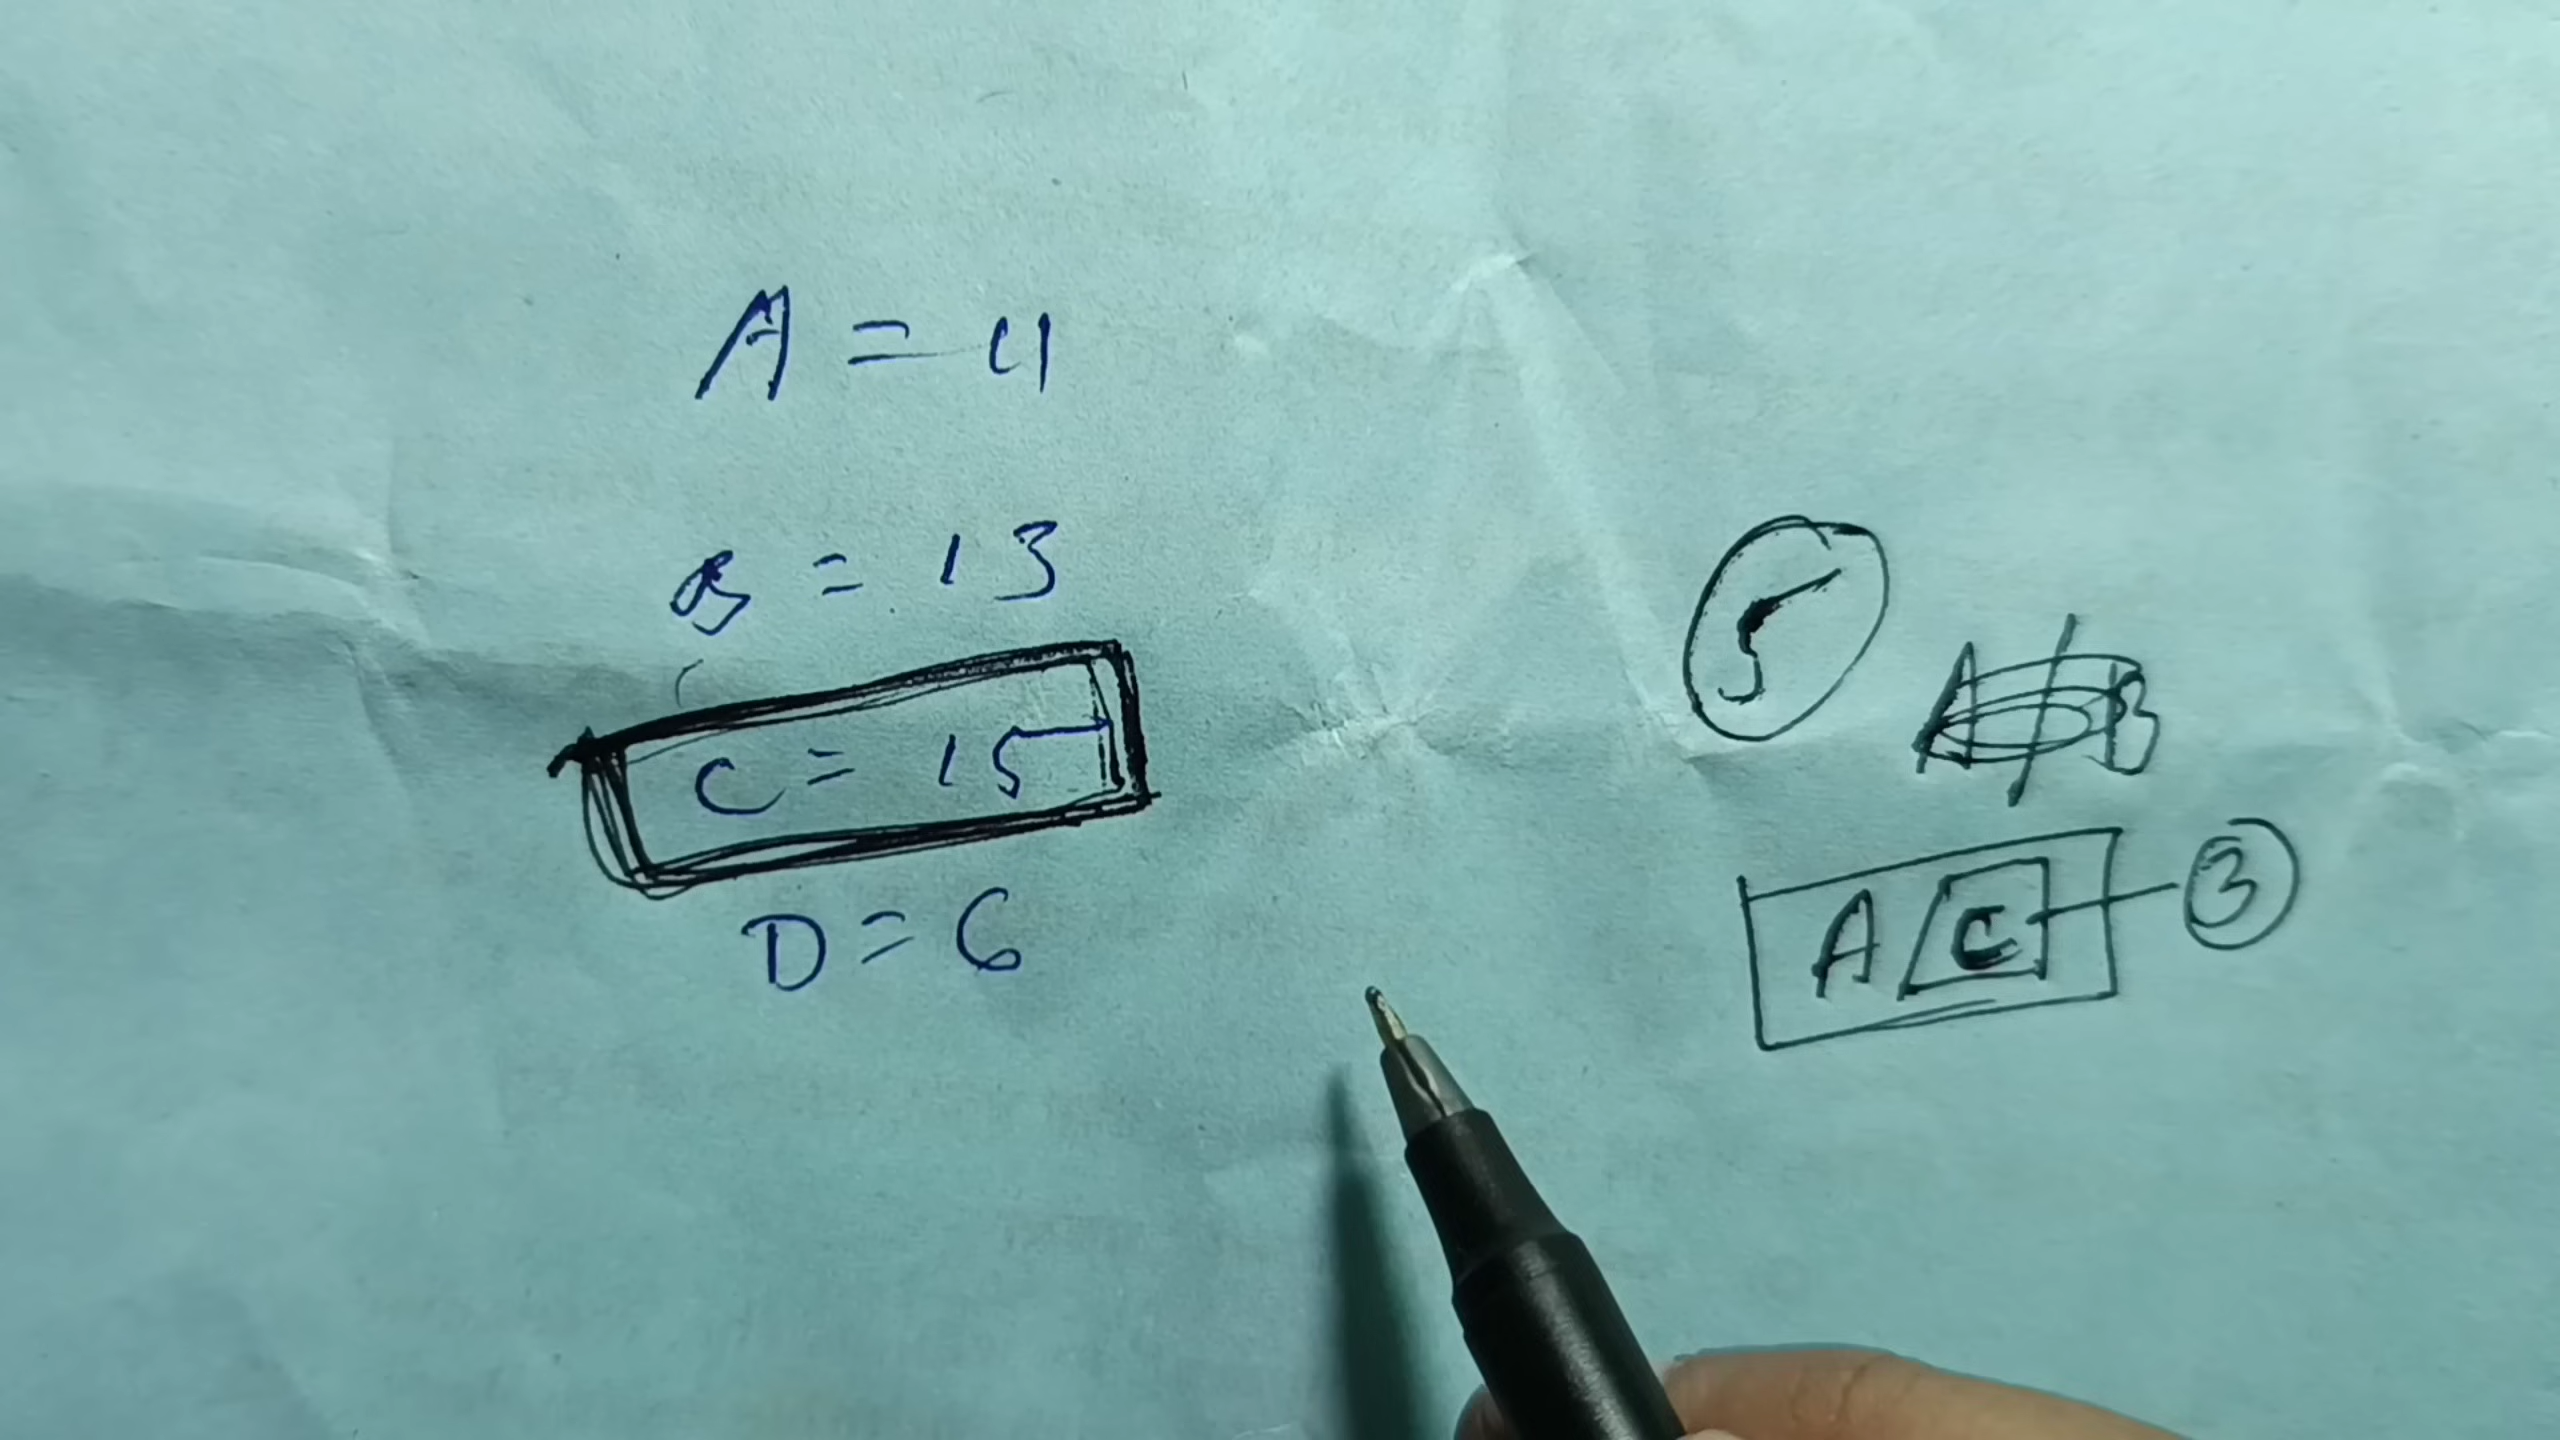 A = 4
B = 13
C = 15
D = 6
5
A/B
A/C
3